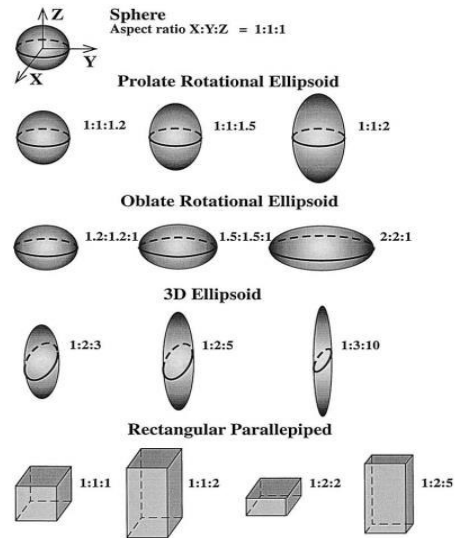 Z
Sphere
Aspect ratio X:Y:Z = 1:1:1
Y
X
Prolate Rotational Ellipsoid
1:1:1.2 1:1:1.5 1:1:2
Oblate Rotational Ellipsoid
1.2:1.2:1 1.5:1.5:1 2:2:1
3D Ellipsoid
1:2:3 1:2:5 1:3:10
Rectangular Parallepiped
1:1:1 1:1:2 1:2:2 1:2:5